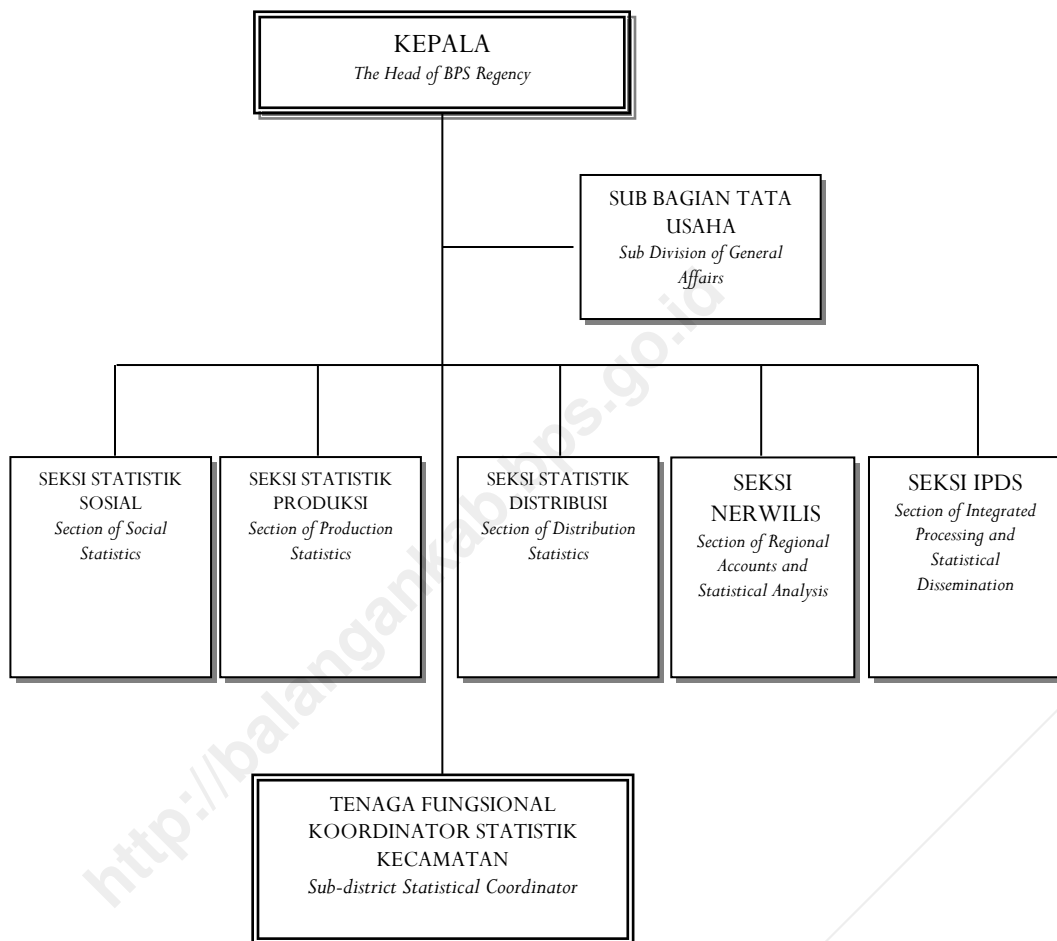 KEPALA
The Head of BPS Regency
SUB BAGIAN TATA
USAHA
Sub Division of General
Affairs
SEKSI STATISTIK
SOSIAL
Section of Social
Statistics
SEKSI STATISTIK
PRODUKSI
Section of Production
Statistics
SEKSI STATISTIK
DISTRIBUSI
Section of Distribution
Statistics
SEKSI
NERWILIS
Section of Regional
Accounts and
Statistical Analysis
SEKSI IPDS
Section of Integrated
Processing and
Statistical
Dissemination
TENAGA FUNGSIONAL
KOORDINATOR STATISTIK
KECAMATAN
Sub-district Statistical Coordinator
http://balangankab.bps.go.id